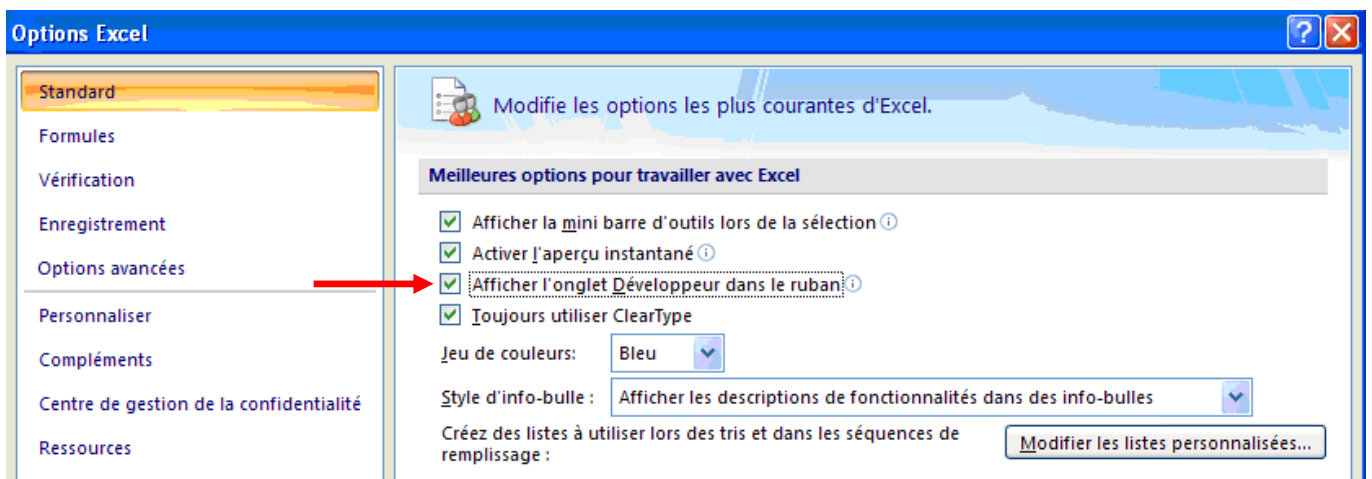 Options Excel
Standard
Formules
Vérification
Enregistrement
Options avancées
Personnaliser
Compléments
Centre de gestion de la confidentialité
Ressources
Modifie les options les plus courantes d'Excel.
Meilleures options pour travailler avec Excel
Afficher la mini barre d'outils lors de la sélection
Activer l'aperçu instantané
Afficher l'onglet Développeur dans le ruban
Toujours utiliser ClearType
Jeu de couleurs: Bleu
Style d'info-bulle : Afficher les descriptions de fonctionnalités dans des info-bulles
Créez des listes à utiliser lors des tris et dans les séquences de
remplissage : Modifier les listes personnalisées...